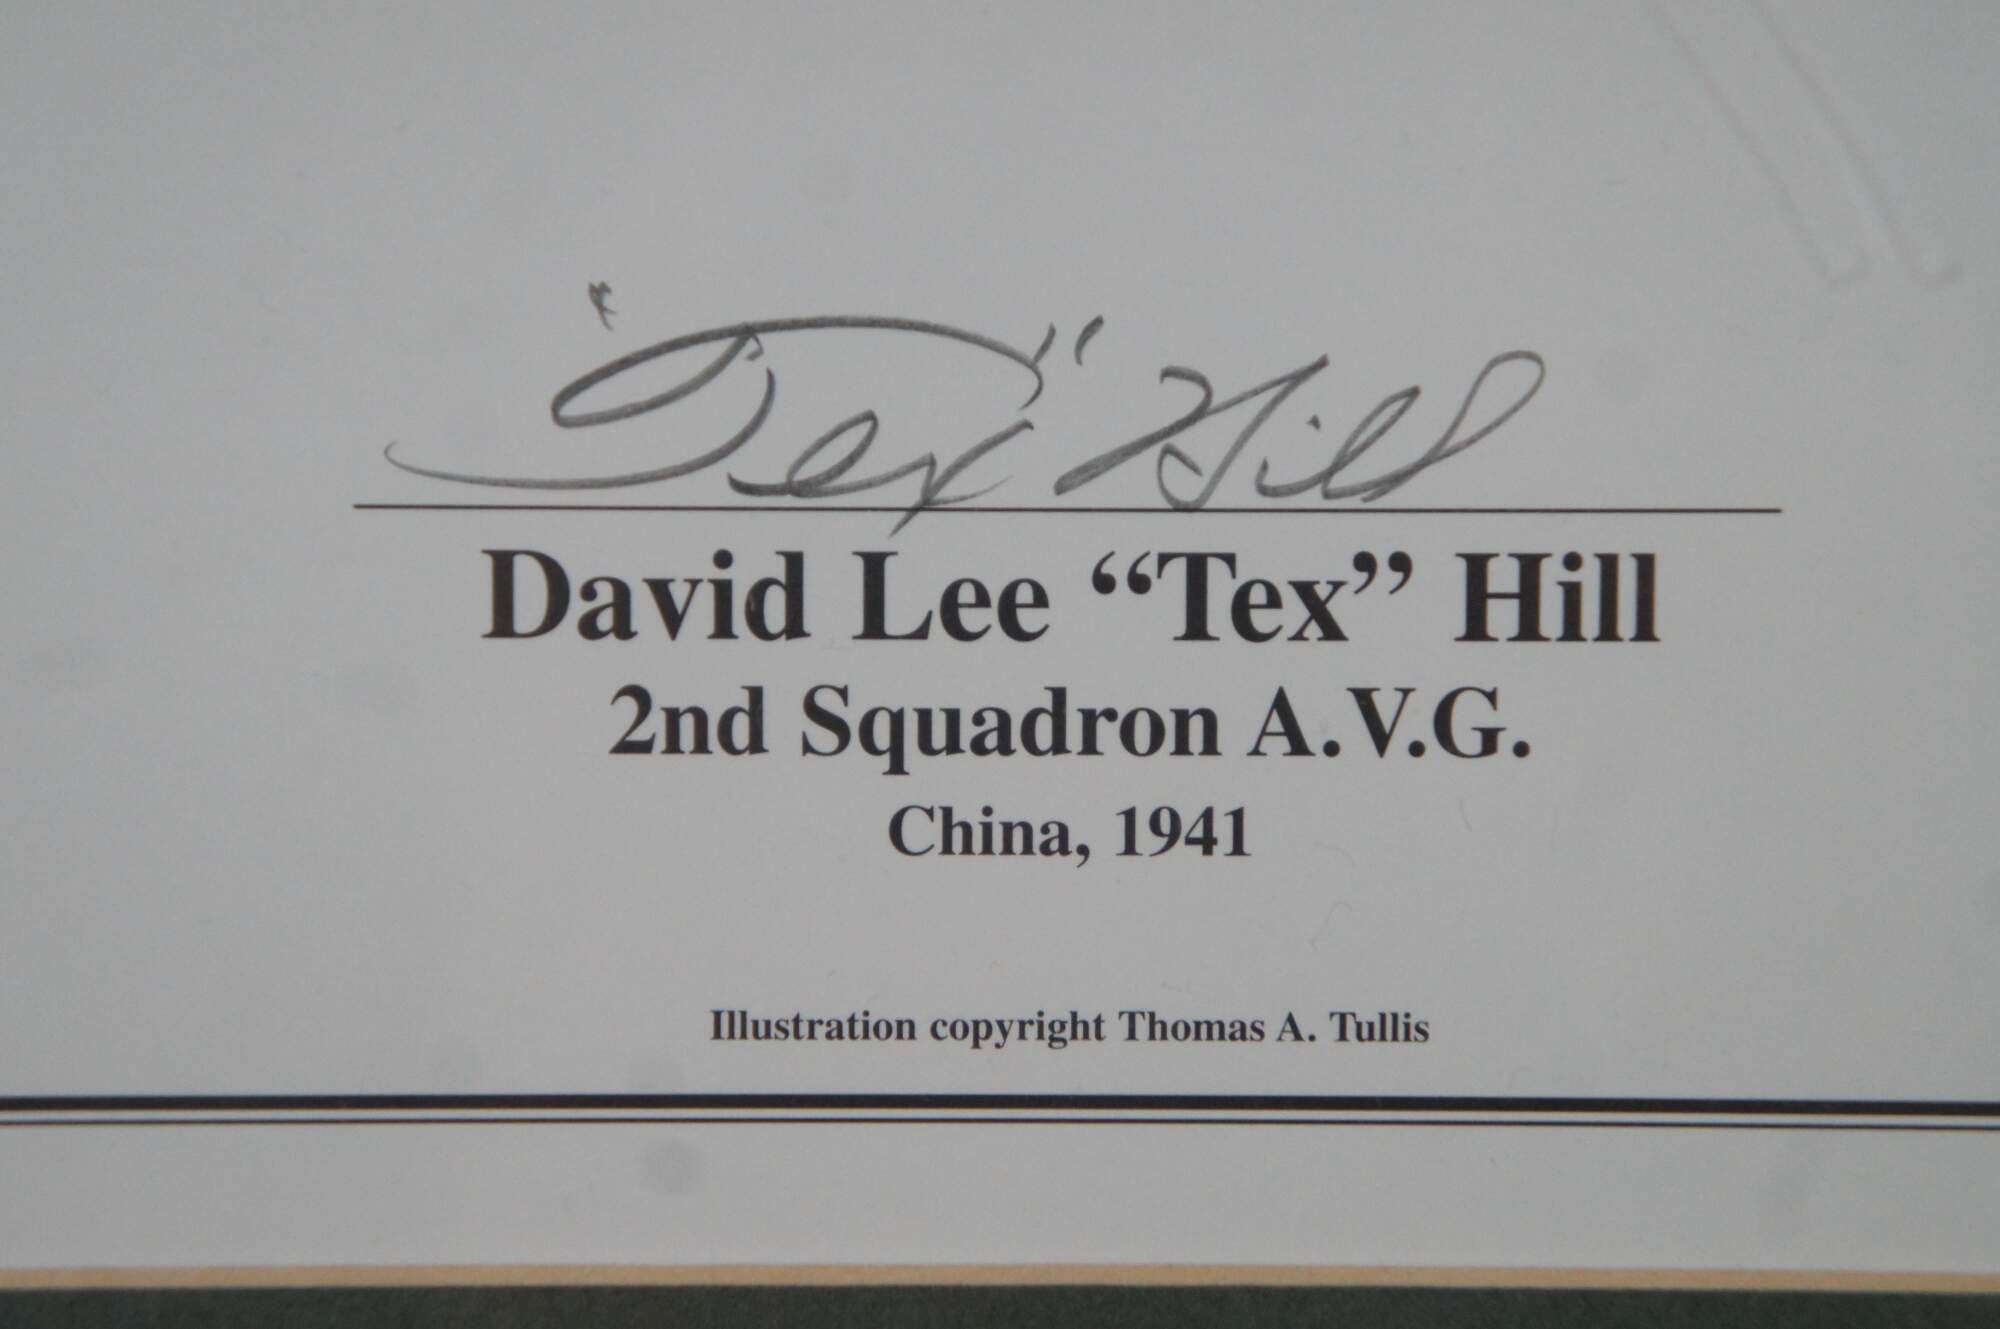 "Tex" Hill
David Lee “Tex” Hill
2nd Squadron A.V.G.
China, 1941
Illustration copyright Thomas A. Tullis